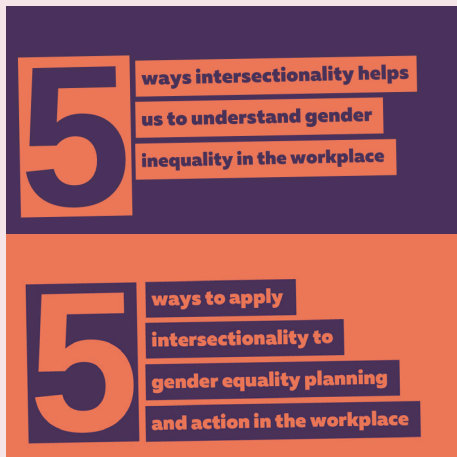 5
ways intersectionality helps
us to understand gender
inequality in the workplace
5
ways to apply
intersectionality to
gender equality planning
and action in the workplace